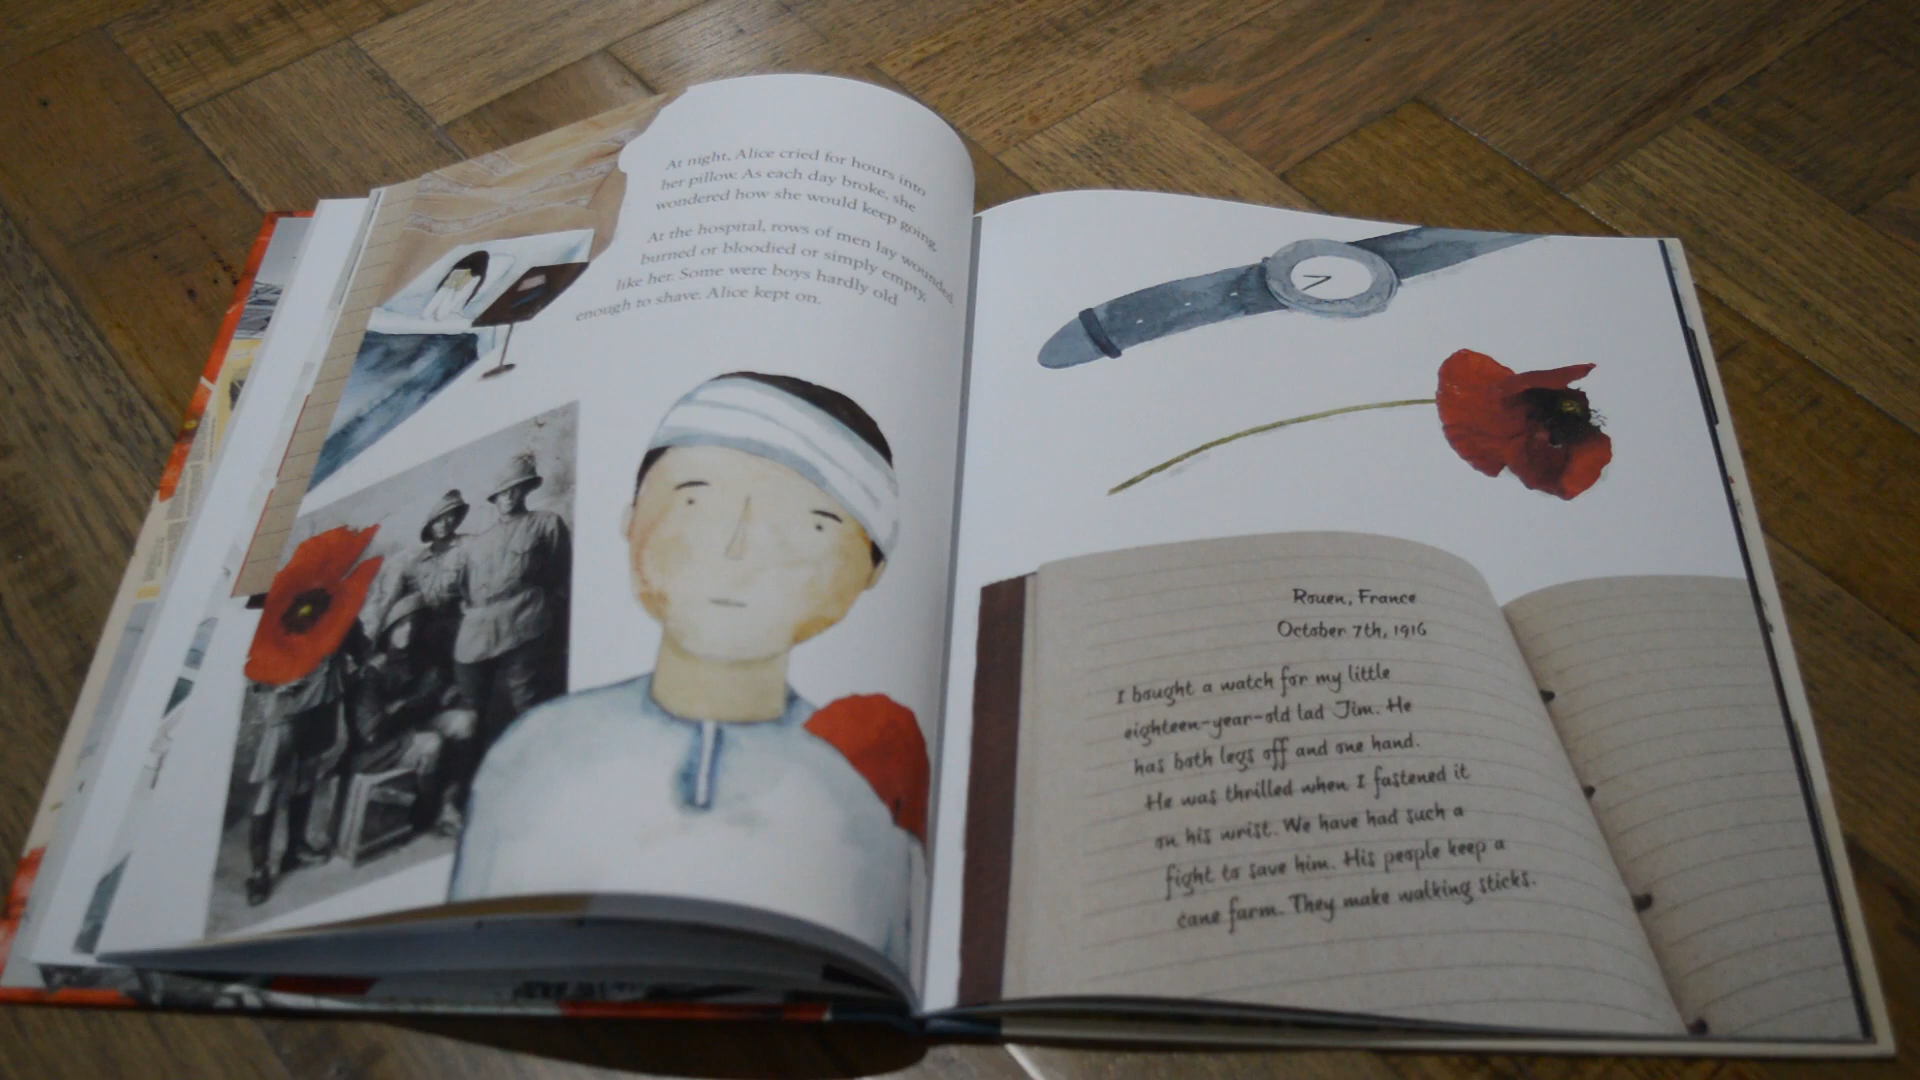 At night, Alice cried for hours into
her pillow. As each day broke, she
wondered how she would keep going.
At the hospital, rows of men lay wounded,
burned or bloodied or simply empty,
like her. Some were boys hardly old
enough to shave. Alice kept on.
Rouen, France
October 7th, 1916
I bought a watch for my little
eighteen-year-old lad Jim. He
has both legs off and one hand.
He was thrilled when I fastened it
on his wrist. We have had such a
fight to save him. His people keep a
cane farm. They make walking sticks.